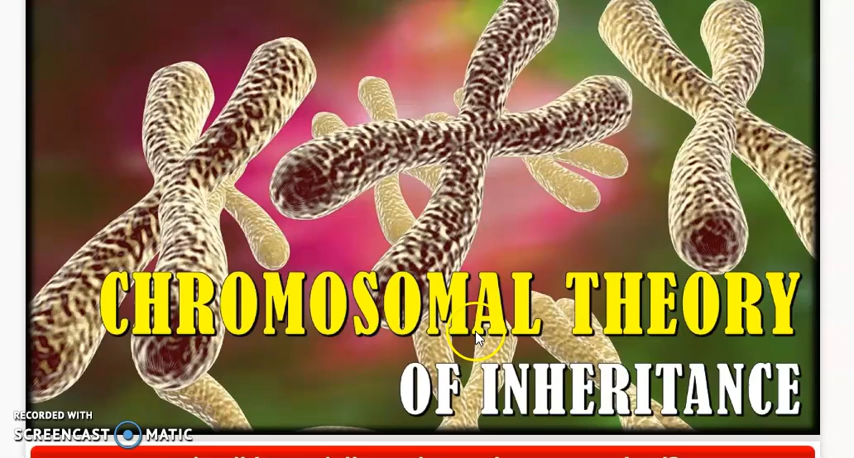 CHROMOSOMAL THEORY
OF INHERITANCE
RECORDED WITH
SCREENCAST MATIC